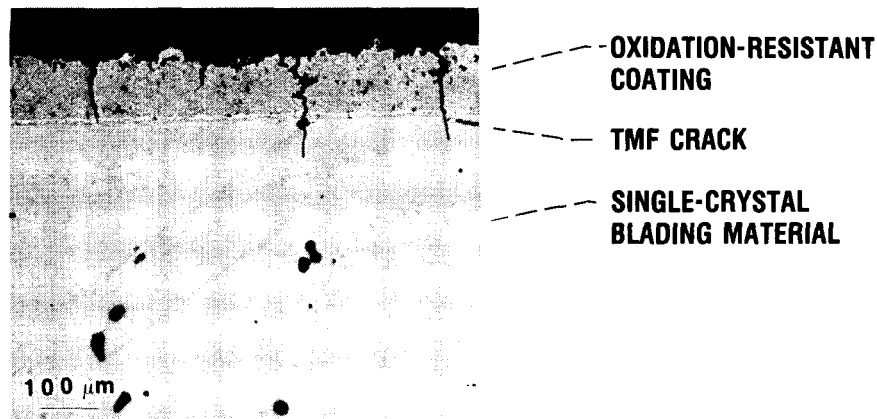 OXIDATION-RESISTANT
COATING
TMF CRACK
SINGLE-CRYSTAL
BLADING MATERIAL
100 μm